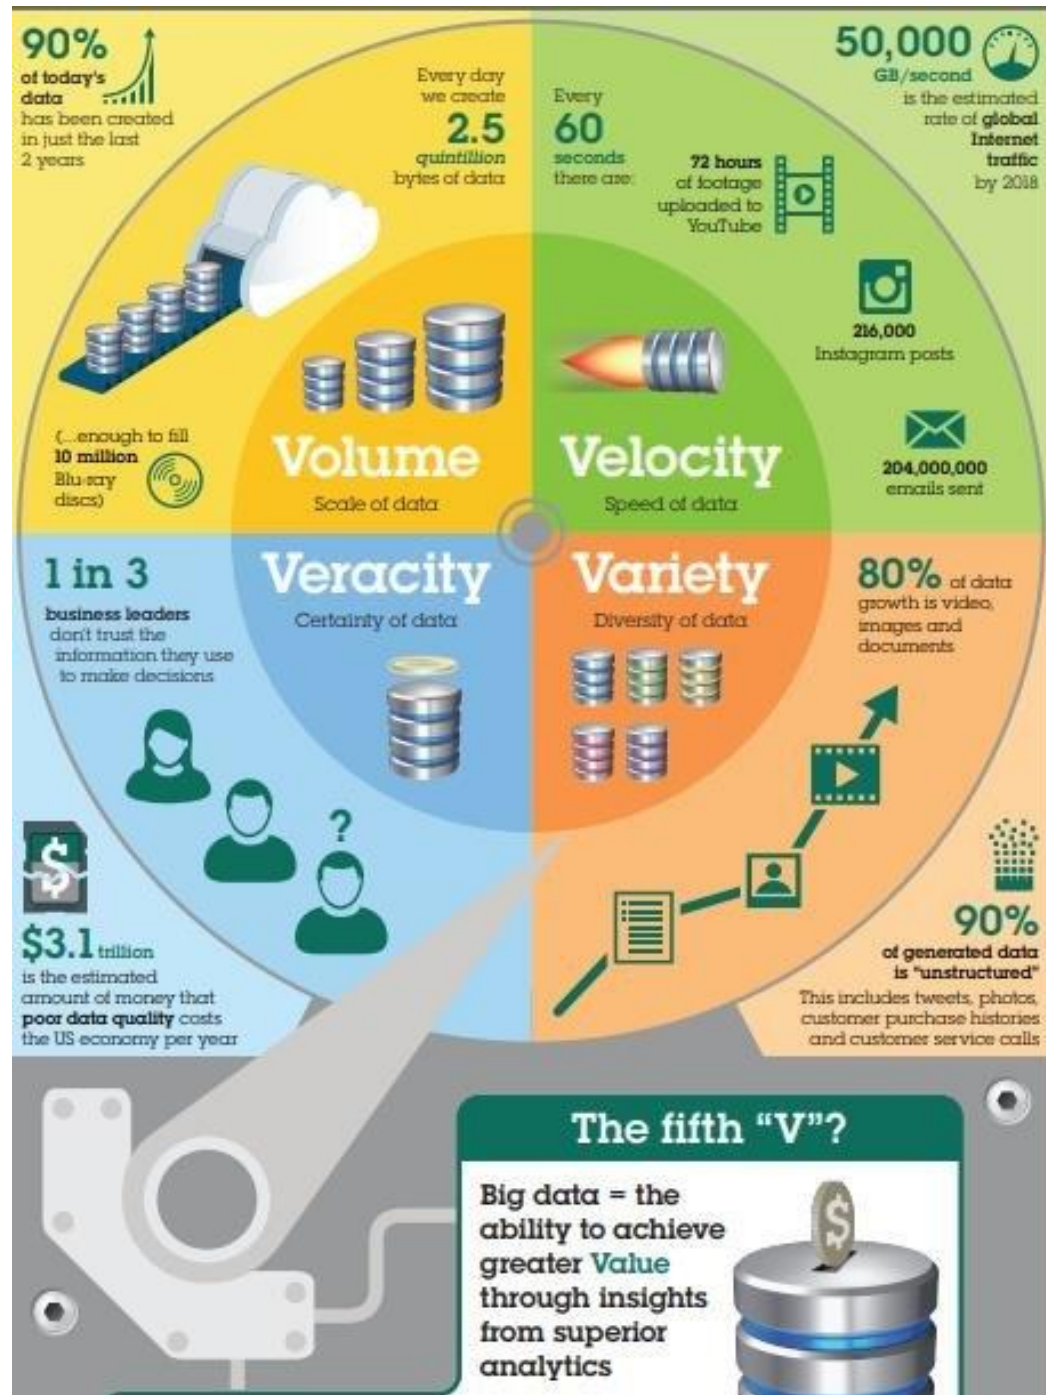 90%
of today's
data
has been created
in just the last
2 years
Every day
we create
2.5
quintillion
bytes of data
(...enough to fill
10 million
Blu-ray
discs)
Volume
Scale of data
Every
60
seconds
there are:
72 hours
of footage
uploaded to
YouTube
50,000
GB/second
is the estimated
rate of global
Internet
traffic
by 2018
216,000
Instagram posts
204,000,000
emails sent
Velocity
Speed of data
1 in 3
business leaders
don't trust the
information they use
to make decisions
Veracity
Certainty of data
?
$
$3.1 trillion
is the estimated
amount of money that
poor data quality costs
the US economy per year
Variety
Diversity of data
80% of data
growth is video,
images and
documents
90%
of generated data
is "unstructured"
This includes tweets, photos,
customer purchase histories
and customer service calls
The fifth "V"?
Big data = the
ability to achieve
greater Value
through insights
from superior
analytics
$